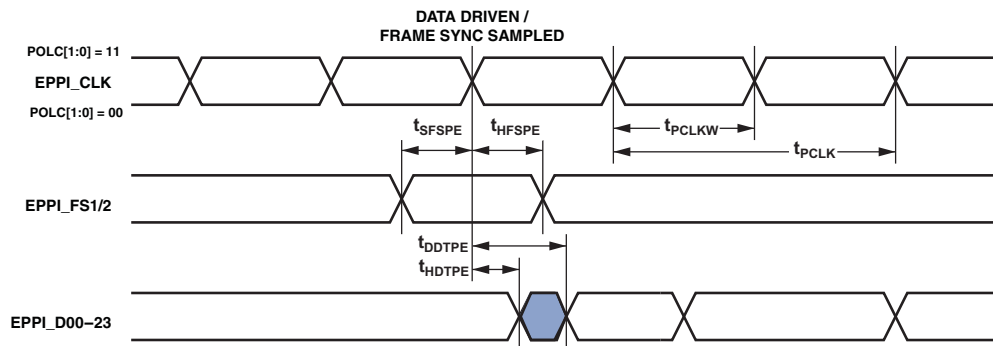 DATA DRIVEN /
FRAME SYNC SAMPLED
POLC[1:0] = 11
EPPI_CLK
POLC[1:0] = 00
tSFSPE
tHFSPE
tPCLKW
tPCLK
EPPI_FS1/2
tDDTPE
tHDTPE
EPPI_D00–23